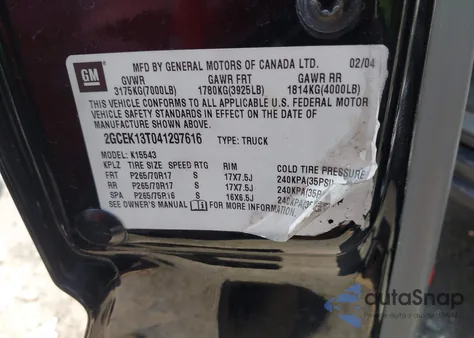 GM
MFD BY GENERAL MOTORS OF CANADA LTD. 02/04
GVWR GAWR FRT GAWR RR
3175KG(7000LB) 1780KG(3925LB) 1814KG(4000LB)
THIS VEHICLE CONFORMS TO ALL APPLICABLE U.S. FEDERAL MOTOR
VEHICLE SAFETY STANDARDS IN EFFECT ON THE DATE OF
MANUFACTURE SHOWN ABOVE.
2GCEK13T041297616 TYPE: TRUCK
MODEL: K15543
KPLZ TIRE SIZE SPEED RTG RIM COLD TIRE PRESSURE
FRT P265/70R17 S 17X7.5J 240KPA(35PSI)
RR P265/70R17 S 17X7.5J 240KPA(35P
SPA P265/75R16 S 16X6.5J 240KPA(35
SEE OWNER'S MANUAL FOR MORE INFORMATION
autoSnap